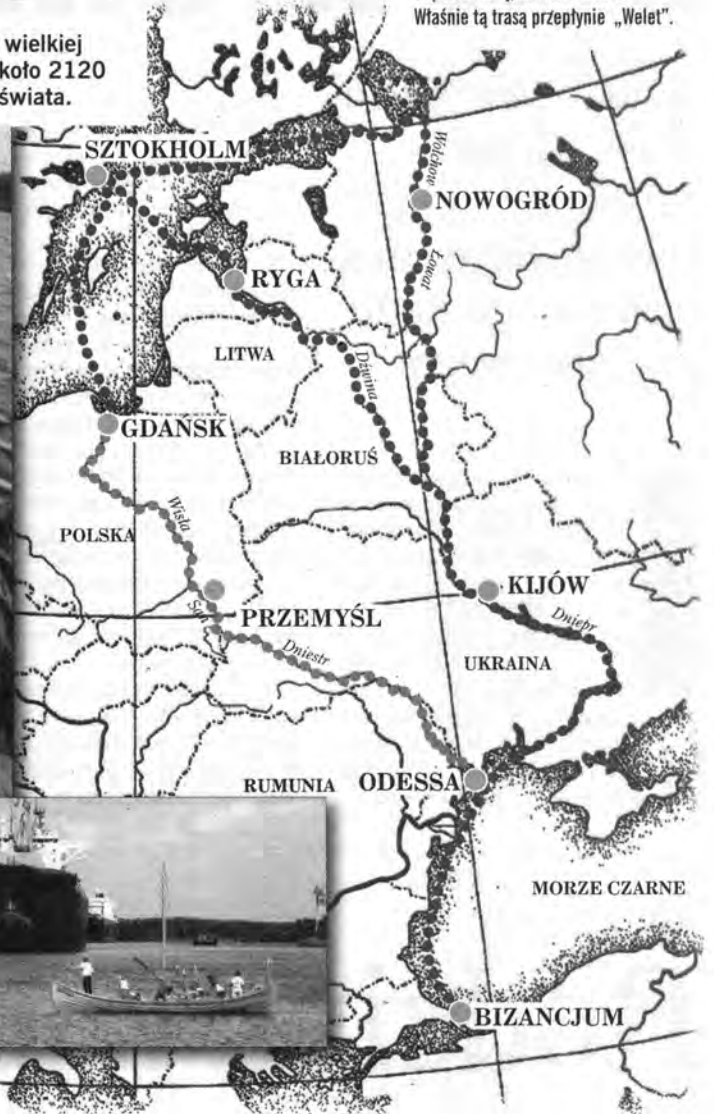 Właśnie tą trasą przepłynie „Welet”.
wielkiej
koło 2120
świata.
SZTOKHOLM
Wołchow
NOWOGRÓD
Łować
RYGA
LITWA
Dźwina
GDAŃSK
BIAŁORUŚ
Wisła
POLSKA
KIJÓW
San
PRZEMYŚL
Dniepr
Dniestr
UKRAINA
RUMUNIA
ODESSA
MORZE CZARNE
BIZANCJUM